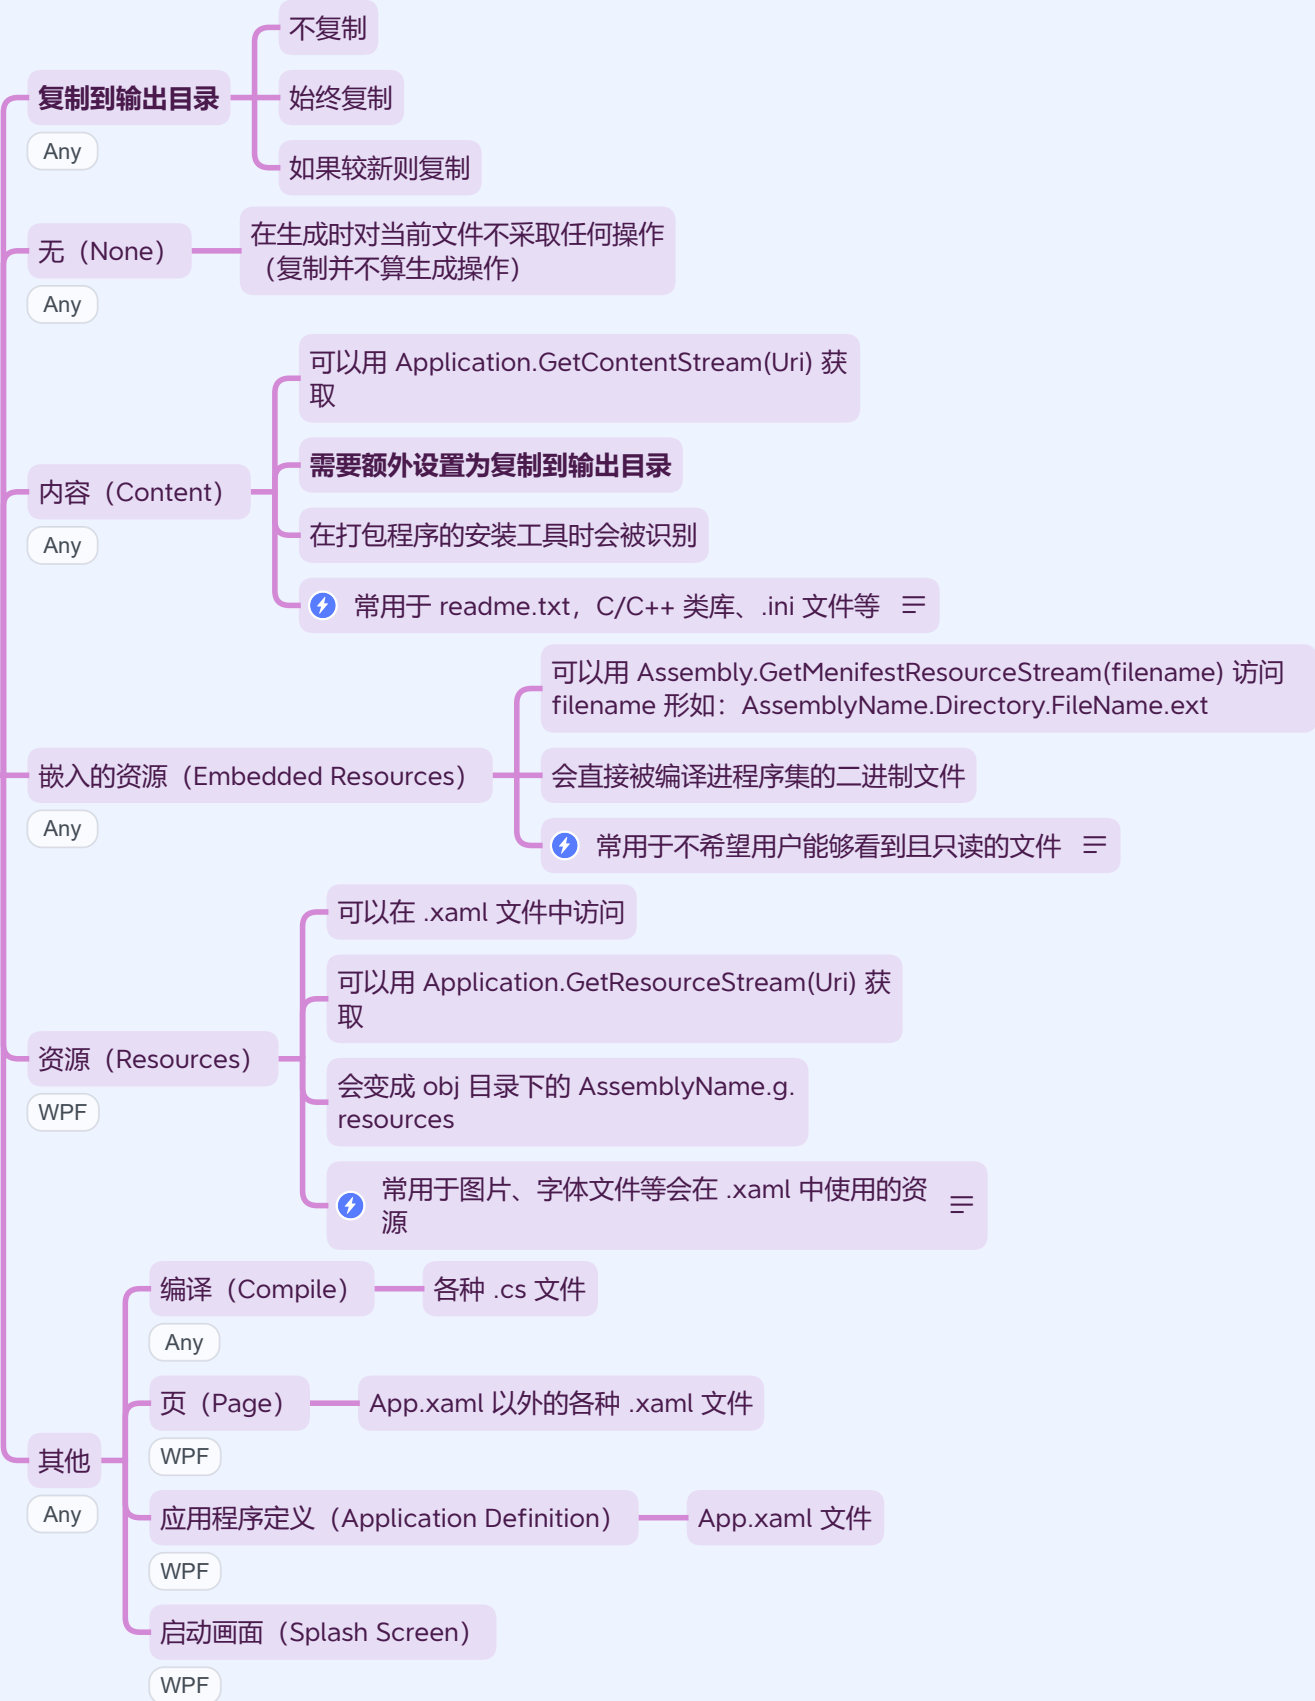 不复制
复制到输出目录
始终复制
Any
如果较新则复制
无（None）
在生成时对当前文件不采取任何操作
（复制并不算生成操作）
Any
可以用 Application.GetContentStream(Uri) 获
取
需要额外设置为复制到输出目录
内容（Content）
在打包程序的安装工具时会被识别
Any
常用于 readme.txt，C/C++ 类库、.ini 文件等
可以用 Assembly.GetMenifestResourceStream(filename) 访问
filename 形如：AssemblyName.Directory.FileName.ext
嵌入的资源（Embedded Resources）
会直接被编译进程序集的二进制文件
Any
常用于不希望用户能够看到且只读的文件
可以在 .xaml 文件中访问
可以用 Application.GetResourceStream(Uri) 获
取
资源（Resources）
会变成 obj 目录下的 AssemblyName.g.
resources
WPF
常用于图片、字体文件等会在 .xaml 中使用的资
源
编译（Compile）
各种 .cs 文件
Any
页（Page）
App.xaml 以外的各种 .xaml 文件
WPF
其他
Any
应用程序定义（Application Definition）
App.xaml 文件
WPF
启动画面（Splash Screen）
WPF